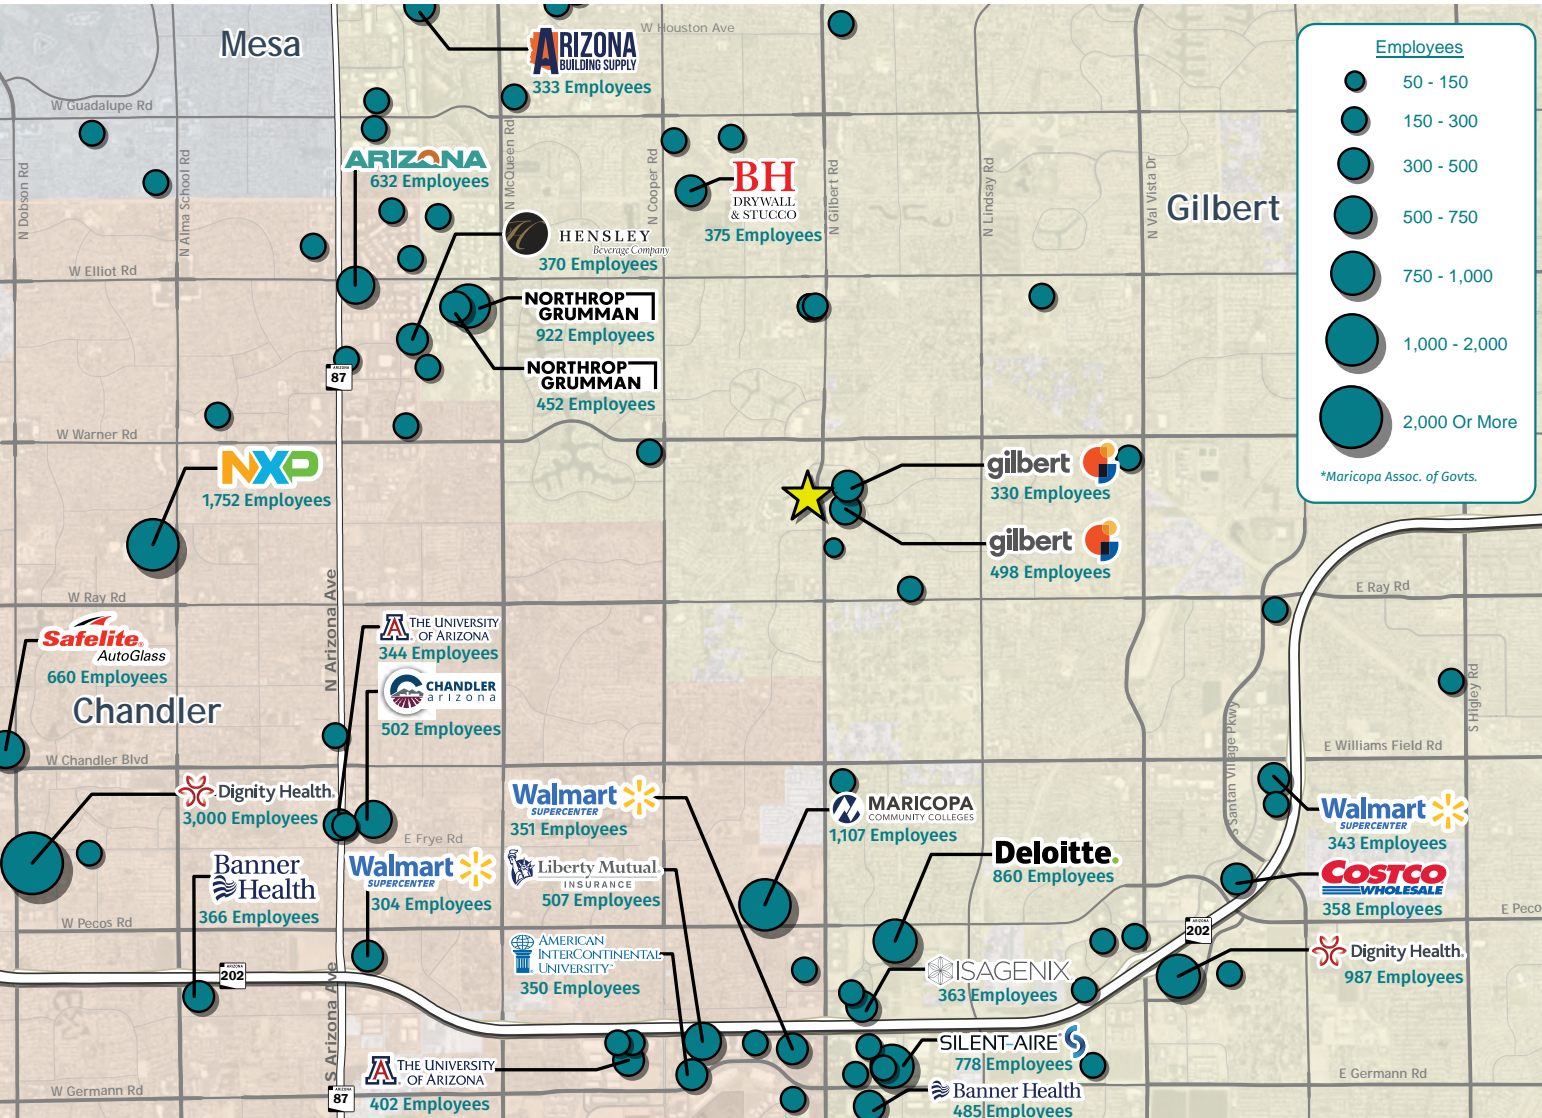 Mesa
W Houston Ave
ARIZONA
BUILDING SUPPLY
333 Employees
W Guadalupe Rd
N Dobson Rd
N Alma School Rd
N McQueen Rd
N Cooper Rd
N Gilbert Rd
N Lindsay Rd
N Val Vista Dr
ARIZONA
632 Employees
BH
DRYWALL
& STUCCO
375 Employees
Gilbert
H
HENSLEY
Beverage Company
370 Employees
W Elliot Rd
NORTHROP
GRUMMAN
922 Employees
NORTHROP
GRUMMAN
452 Employees
ARIZONA
87
W Warner Rd
NXP
1,752 Employees
gilbert
330 Employees
gilbert
498 Employees
Employees
50 - 150
150 - 300
300 - 500
500 - 750
750 - 1,000
1,000 - 2,000
2,000 Or More
*Maricopa Assoc. of Govts.
W Ray Rd
E Ray Rd
N Arizona Ave
Safelite®
AutoGlass
660 Employees
Chandler
A
THE UNIVERSITY
OF ARIZONA
344 Employees
CHANDLER
arizona
502 Employees
S Higley Rd
S Santan Village Pkwy
W Chandler Blvd
E Williams Field Rd
Dignity Health.
3,000 Employees
Walmart
SUPERCENTER
351 Employees
MARICOPA
COMMUNITY COLLEGES
1,107 Employees
Walmart
SUPERCENTER
343 Employees
E Frye Rd
Banner
Health
366 Employees
Walmart
SUPERCENTER
304 Employees
Liberty Mutual.
INSURANCE
507 Employees
Deloitte.
860 Employees
COSTCO
WHOLESALE
358 Employees
W Pecos Rd
E Peco
AMERICAN
INTERCONTINENTAL
UNIVERSITY
350 Employees
ISAGENIX
363 Employees
ARIZONA
202
Dignity Health.
987 Employees
ARIZONA
202
S Arizona Ave
A
THE UNIVERSITY
OF ARIZONA
402 Employees
SILENT-AIRE
778 Employees
Banner Health
485 Employees
W Germann Rd
E Germann Rd
ARIZONA
87